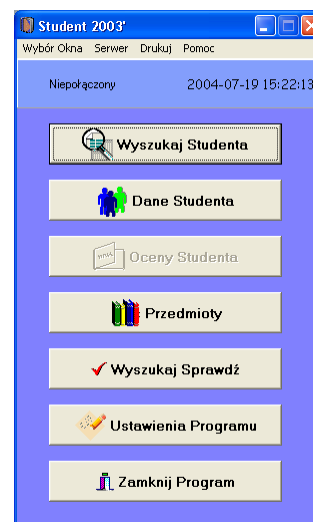 Student 2003'
Wybór Okna Serwer Drukuj Pomoc
Niepołączony 2004-07-19 15:22:13
Wyszukaj Studenta
Dane Studenta
Oceny Studenta
Przedmioty
Wyszukaj Sprawdź
Ustawienia Programu
Zamknij Program